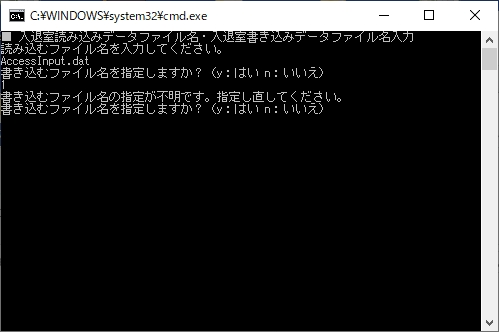 C:¥WINDOWS¥system32¥cmd.exe
■ 入退室読み込みデータファイル名・入退室書き込みデータファイル名入力
読み込むファイル名を入力してください。
AccessInput.dat
書き込むファイル名を指定しますか？（y：はい n：いいえ）
1
書き込むファイル名の指定が不明です。指定し直してください。
書き込むファイル名を指定しますか？（y：はい n：いいえ）